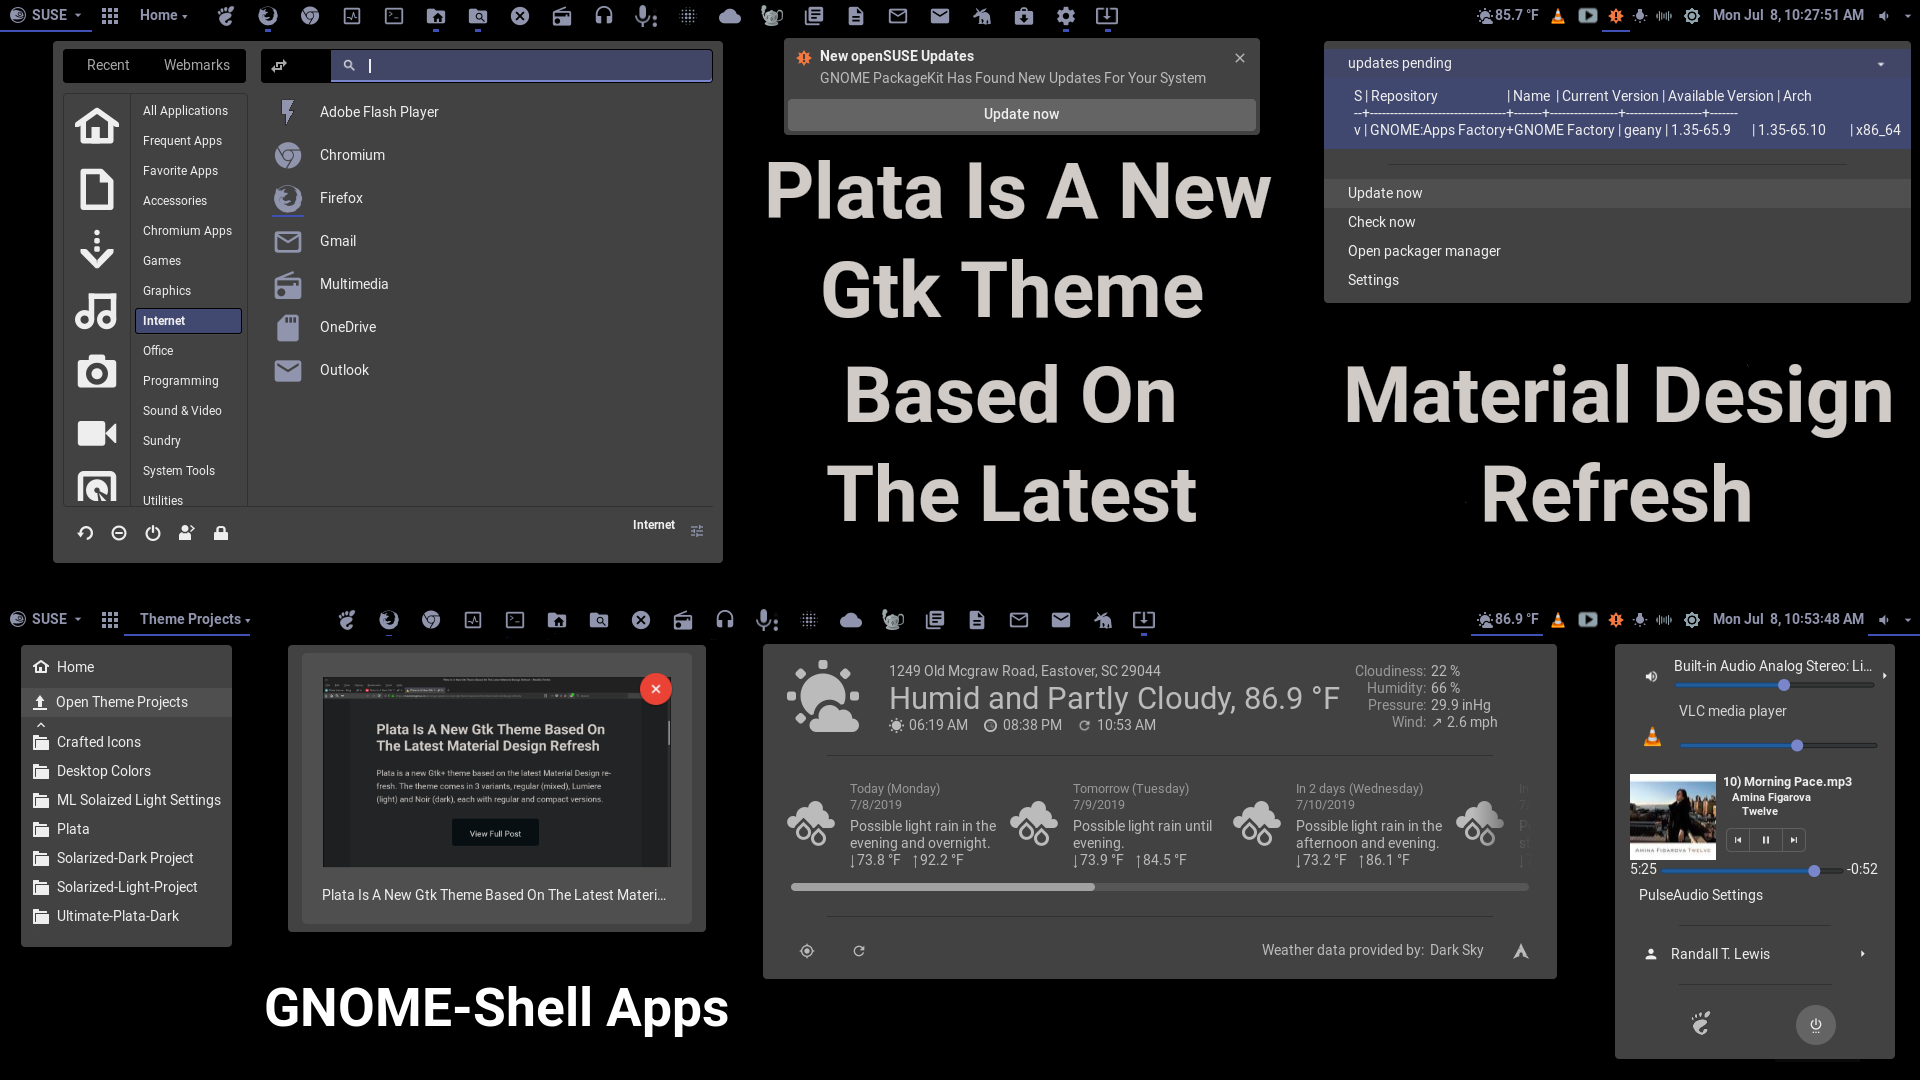 SUSE
Home
85.7 °F
Mon Jul 8, 10:27:51 AM
Recent
Webmarks
All Applications
Frequent Apps
Favorite Apps
Accessories
Chromium Apps
Games
Graphics
Internet
Office
Programming
Sound & Video
Sundry
System Tools
Utilities
Adobe Flash Player
Chromium
Firefox
Gmail
Multimedia
OneDrive
Outlook
Internet
New openSUSE Updates
GNOME PackageKit Has Found New Updates For Your System
Update now
Plata Is A New
Gtk Theme
Based On
The Latest
updates pending
S | Repository | Name | Current Version | Available Version | Arch
--+----------------------------------+-------+-----------------+-------------------+-------
v | GNOME:Apps Factory+GNOME Factory | geany | 1.35-65.9 | 1.35-65.10 | x86_64
Update now
Check now
Open packager manager
Settings
Material Design
Refresh
SUSE
Theme Projects
86.9 °F
Mon Jul 8, 10:53:48 AM
Home
Open Theme Projects
Crafted Icons
Desktop Colors
ML Solaized Light Settings
Plata
Solarized-Dark Project
Solarized-Light-Project
Ultimate-Plata-Dark
Plata Is A New Gtk Theme Based On
The Latest Material Design Refresh
Plata is a new Gtk+ theme based on the latest Material Design re-
fresh. The theme comes in 3 variants, regular (mixed), Lumiere
(light) and Noir (dark), each with regular and compact versions.
View Full Post
Plata Is A New Gtk Theme Based On The Latest Materi...
GNOME-Shell Apps
1249 Old Mcgraw Road, Eastover, SC 29044
Humid and Partly Cloudy, 86.9 °F
06:19 AM 08:38 PM 10:53 AM
Cloudiness: 22 %
Humidity: 66 %
Pressure: 29.9 inHg
Wind: ↗ 2.6 mph
Today (Monday)
7/8/2019
Possible light rain in the
evening and overnight.
↓73.8 °F ↑92.2 °F
Tomorrow (Tuesday)
7/9/2019
Possible light rain until
evening.
↓73.9 °F ↑84.5 °F
In 2 days (Wednesday)
7/10/2019
Possible light rain in the
afternoon and evening.
↓73.2 °F ↑86.1 °F
Weather data provided by: Dark Sky
Built-in Audio Analog Stereo: Li...
VLC media player
10) Morning Pace.mp3
Amina Figarova
Twelve
AMINA FIGAROVA TWELVE
5:25
-0:52
PulseAudio Settings
Randall T. Lewis